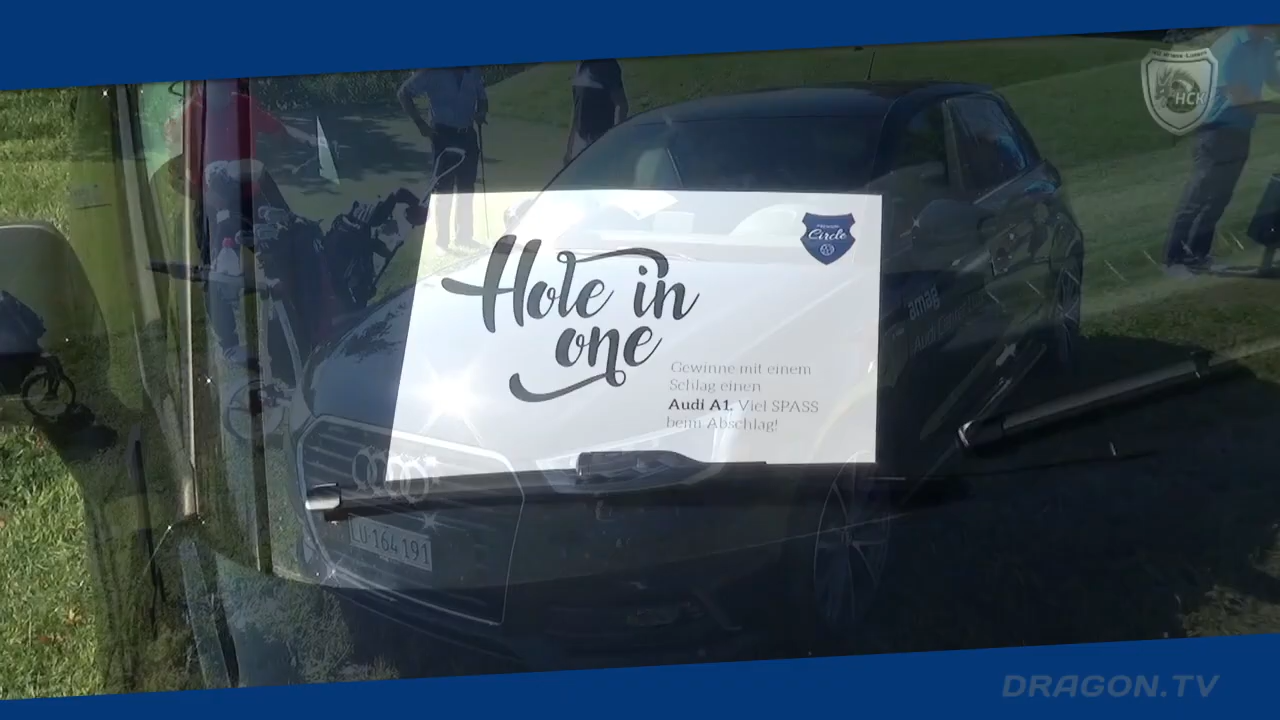 HCK
Circle
Hole in
one
Gewinne mit einem
Schlag einen
Audi A1. Viel SPASS
beim Abschlag!
amag
LU·164 191
DRAGON.TV